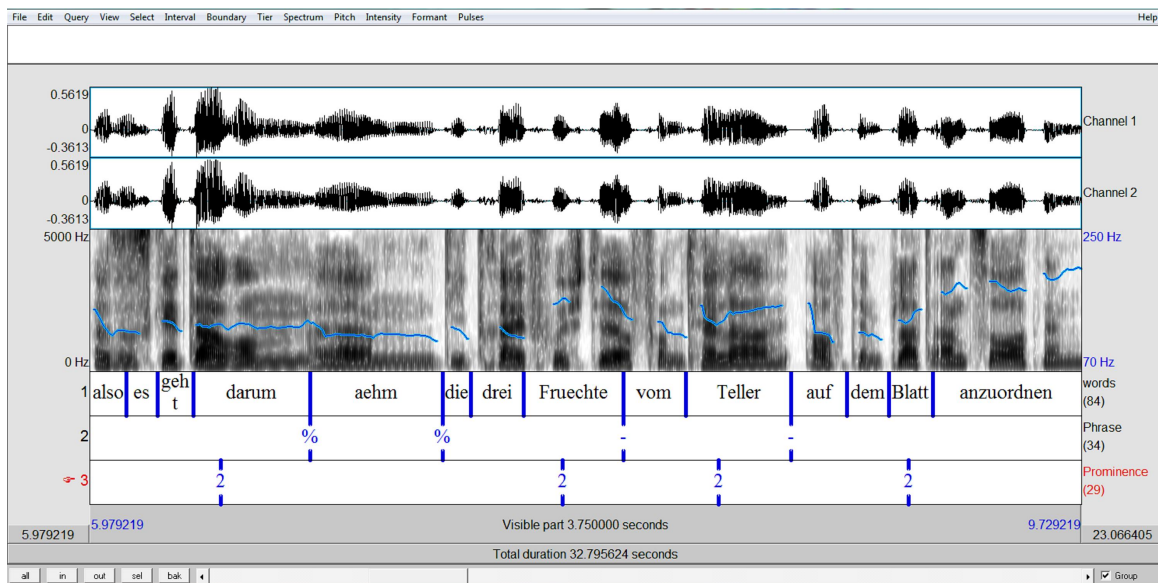 File Edit Query View Select Interval Boundary Tier Spectrum Pitch Intensity Formant Pulses Help
0.5619
0
-0.3613
Channel 1
0.5619
0
-0.3613
Channel 2
5000 Hz
250 Hz
0 Hz
70 Hz
1 also es geht darum aehm die drei Fruechte vom Teller auf dem Blatt anzuordnen words (84)
2 % % - - Phrase (34)
3 2 2 2 2 Prominence (29)
5.979219 Visible part 3.750000 seconds 9.729219
5.979219 23.066405
Total duration 32.795624 seconds
all in out sel bak Group